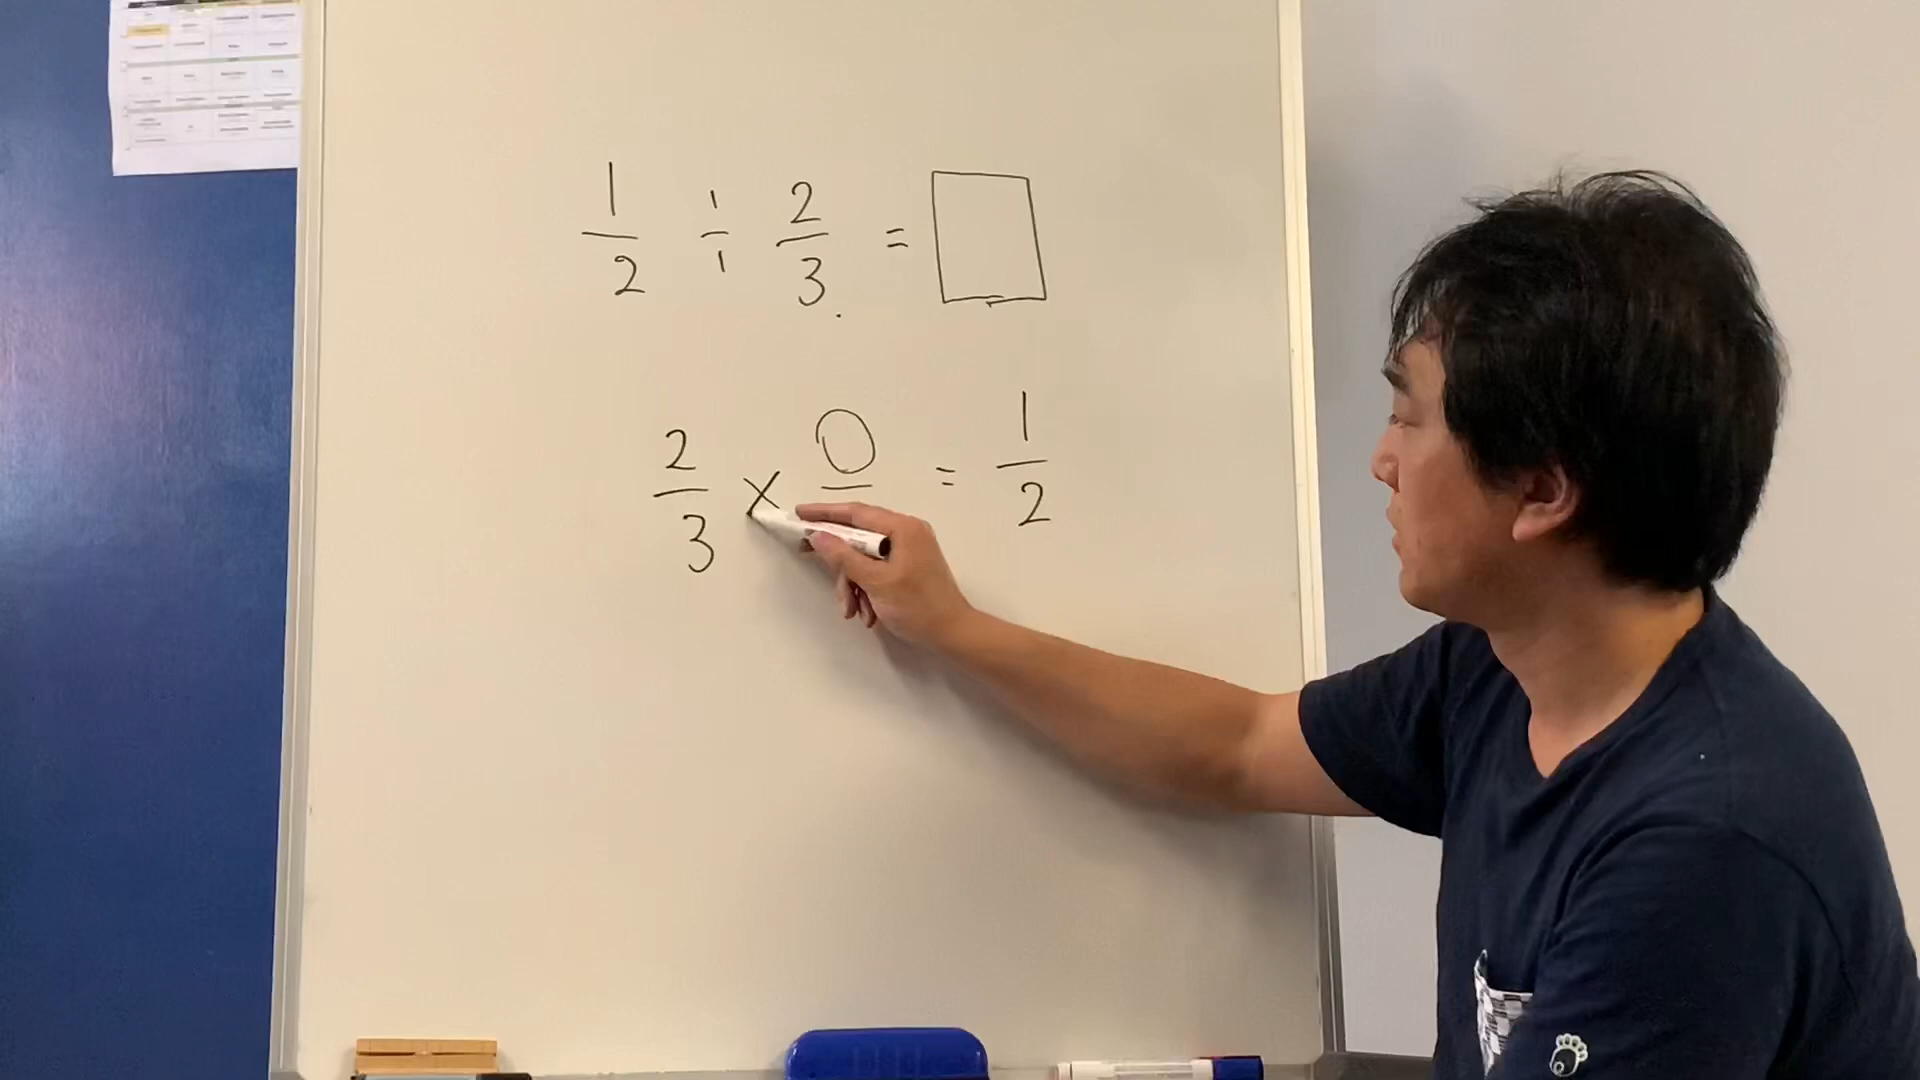 1/2 ÷ 2/3 = □
2/3 × ○/ = 1/2